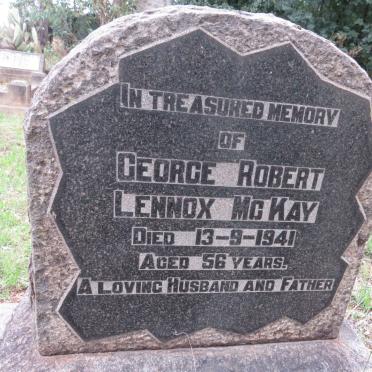 IN TREASURED MEMORY
OF
GEORGE ROBERT
LENNOX MCKAY
DIED 13-9-1941
AGED 56 YEARS.
A LOVING HUSBAND AND FATHER